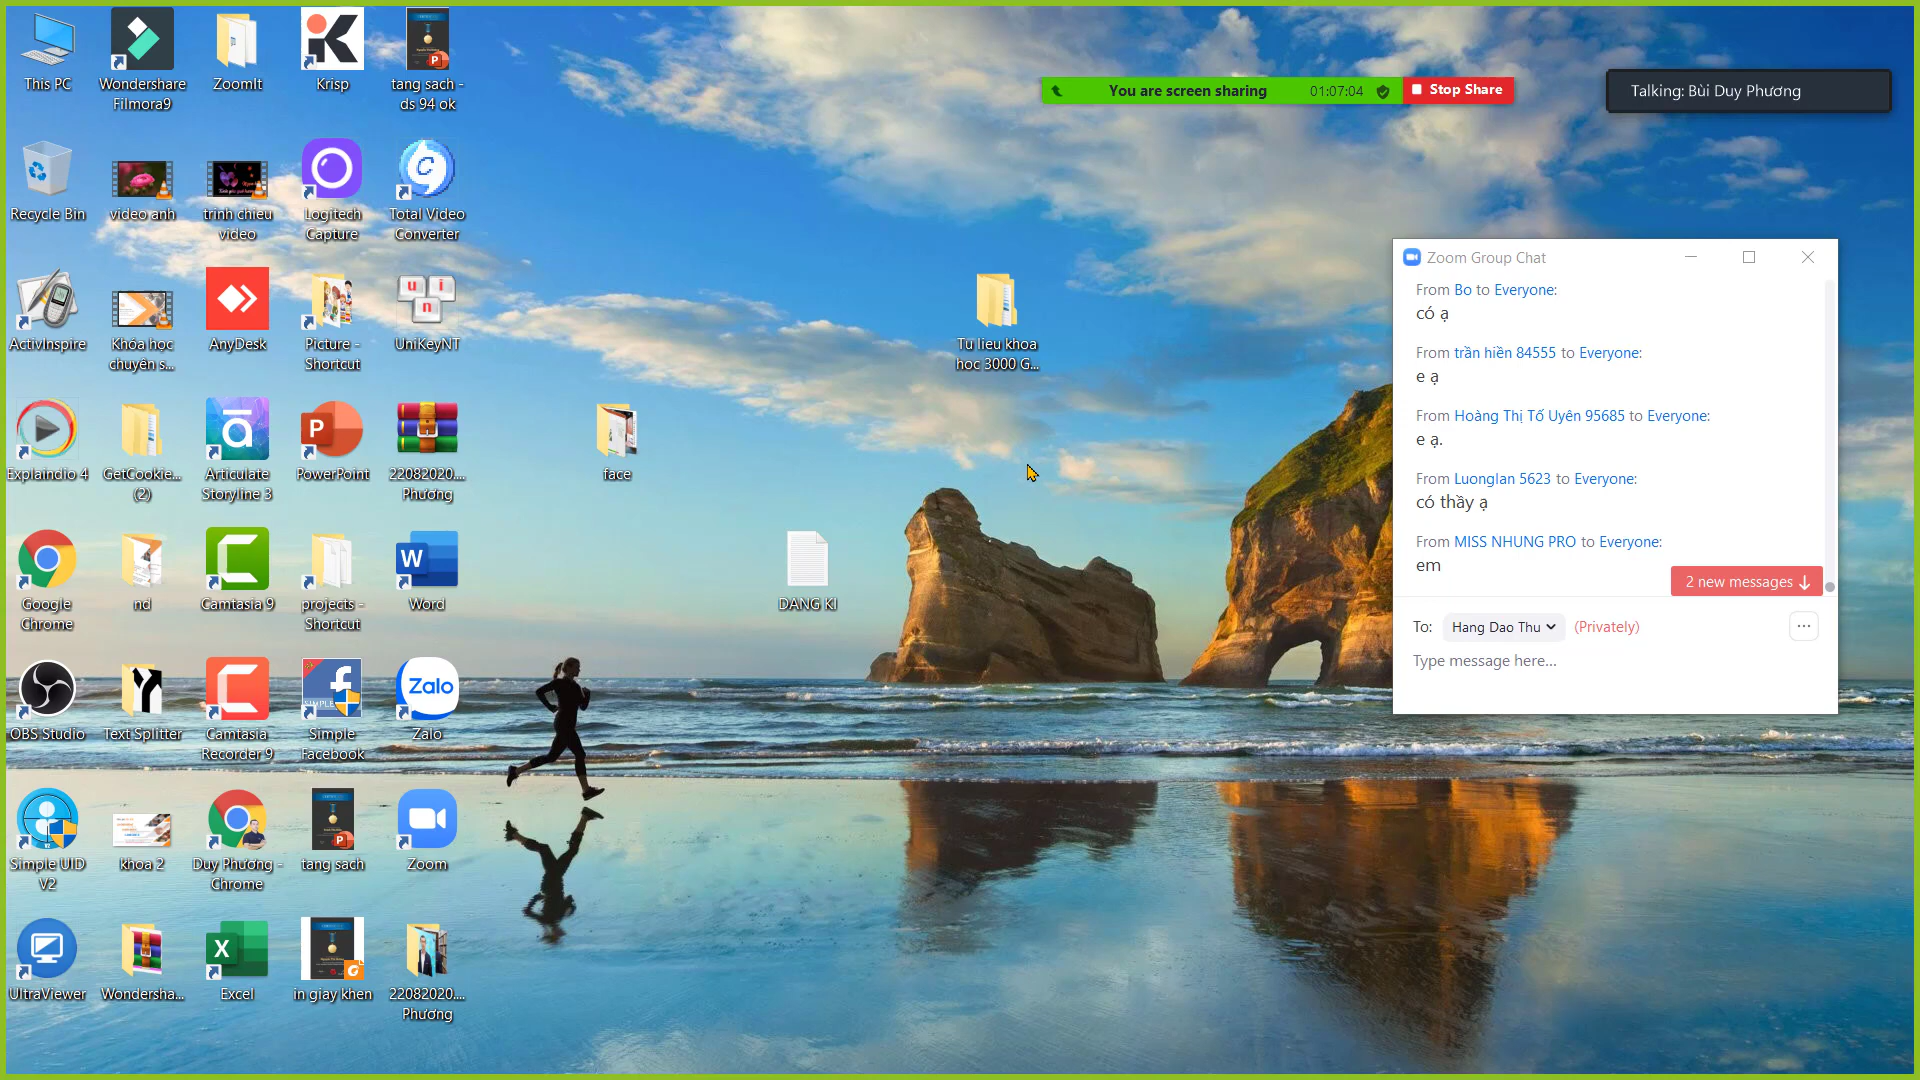 This PC
Wondershare
Filmora9
ZoomIt
Krisp
tang sach -
ds 94 ok
You are screen sharing
01:07:04
Stop Share
Talking: Bùi Duy Phương
Recycle Bin
video anh
trinh chieu
video
Logitech
Capture
Total Video
Converter
ActivInspire
Khóa học
chuyên s...
AnyDesk
Picture -
Shortcut
UniKeyNT
Tu lieu khoa
hoc 3000 G...
Explaindio 4
GetCookie...
(2)
Articulate
Storyline 3
PowerPoint
22082020....
Phương
face
Google
Chrome
nd
Camtasia 9
projects -
Shortcut
Word
DANG KI
OBS Studio
Text Splitter
Camtasia
Recorder 9
Simple
Facebook
Zalo
Zalo
Simple UID
V2
khoa 2
Duy Phương -
Chrome
tang sach
Zoom
UltraViewer
Wondersha...
Excel
in giay khen
22082020....
Phương
Zoom Group Chat
From Bo to Everyone:
có ạ
From trần hiền 84555 to Everyone:
e ạ
From Hoàng Thị Tố Uyên 95685 to Everyone:
e ạ.
From Luonglan 5623 to Everyone:
có thầy ạ
From MISS NHUNG PRO to Everyone:
em
2 new messages
To: Hang Dao Thu (Privately)
Type message here...